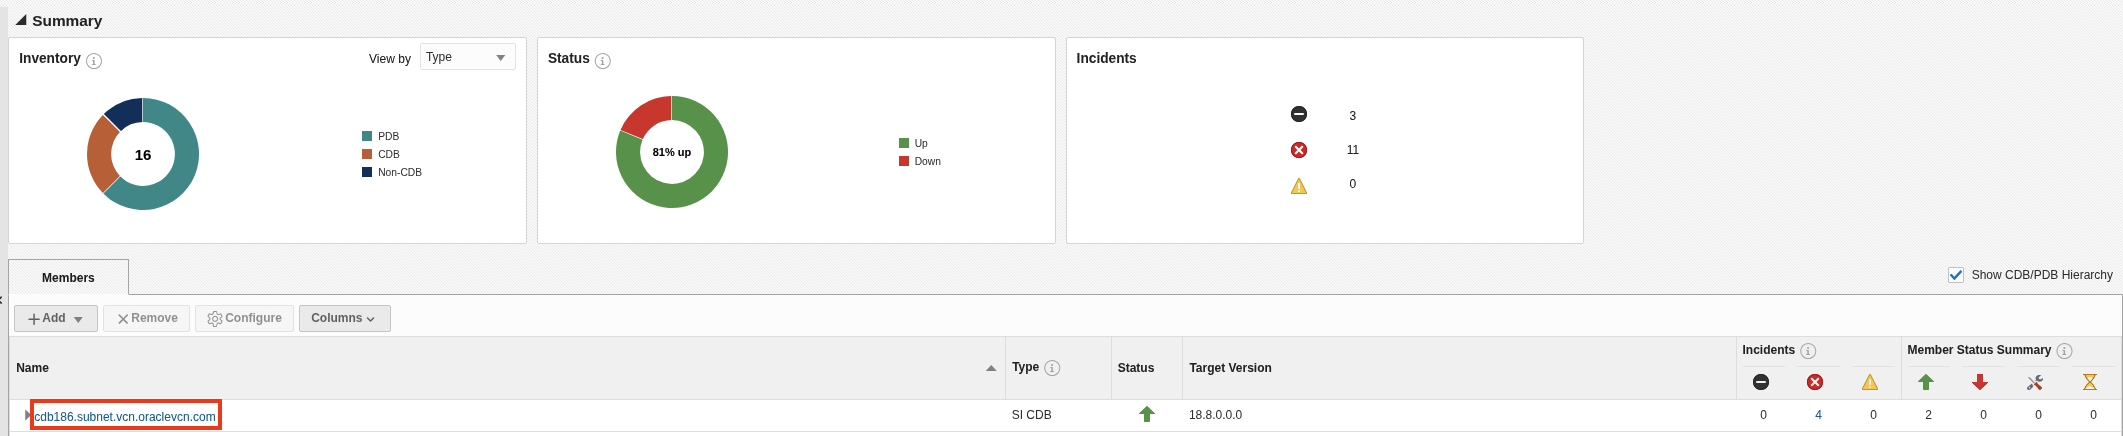 Summary
Inventory
View by Type
16
PDB
CDB
Non-CDB
Status
81% up
Up
Down
Incidents
3
11
0
Members
Show CDB/PDB Hierarchy
Add Remove Configure Columns
Name Type Status Target Version Incidents Member Status Summary
cdb186.subnet.vcn.oraclevcn.com SI CDB 18.8.0.0.0 0 4 0 2 0 0 0